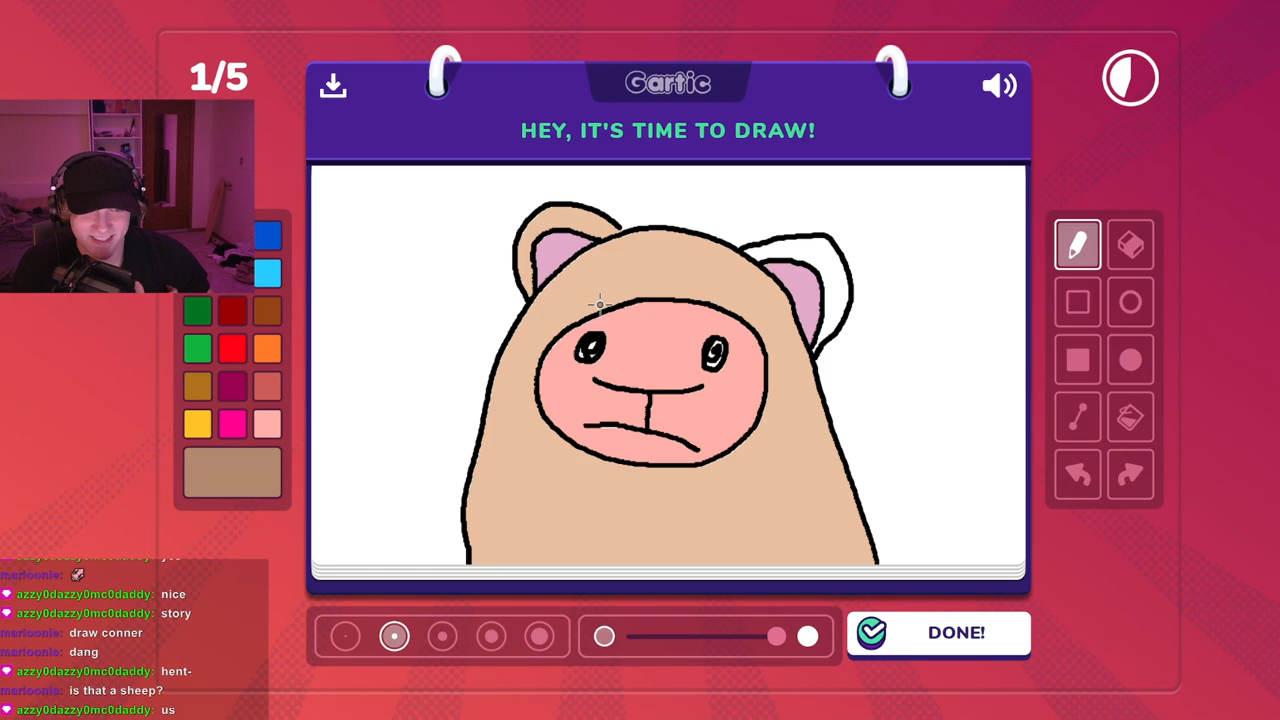 1/5
Gartic
HEY, IT'S TIME TO DRAW!
marloonie:
azzy0dazzy0mc0daddy: nice
azzy0dazzy0mc0daddy: story
marloonie: draw conner
marloonie: dang
azzy0dazzy0mc0daddy: hent-
marloonie: is that a sheep?
azzy0dazzy0mc0daddy: us
DONE!